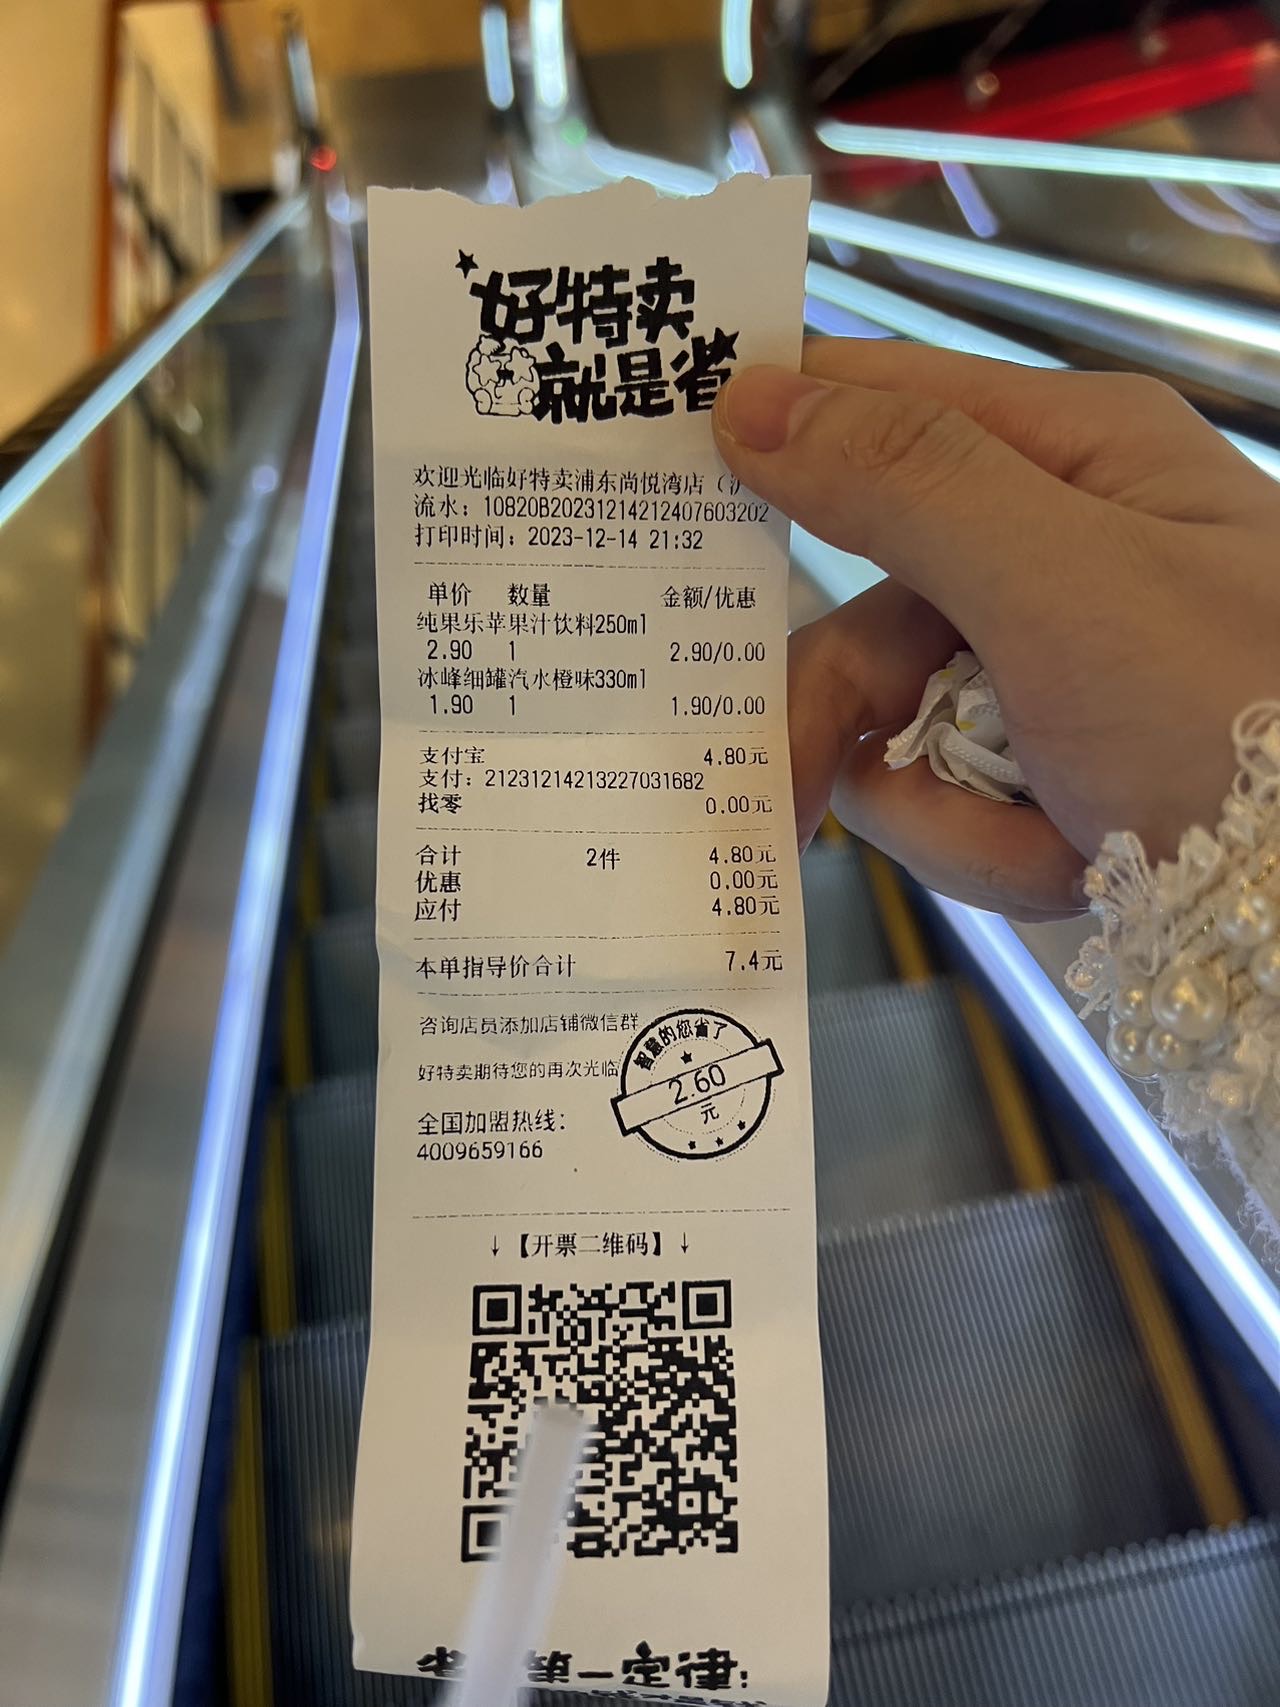 好特卖
就是省
欢迎光临好特卖浦东尚悦湾店（沪
流水：10820B20231214212407603202
打印时间：2023-12-14 21:32
单价 数量 金额/优惠
纯果乐苹果汁饮料250ml
2.90 1 2.90/0.00
冰峰细罐汽水橙味330ml
1.90 1 1.90/0.00
支付宝 4.80元
支付：21231214213227031682
找零 0.00元
合计 2件 4.80元
优惠 0.00元
应付 4.80元
本单指导价合计 7.4元
咨询店员添加店铺微信群
好特卖期待您的再次光临
智慧的您省了
2.60
元
全国加盟热线：
4009659166
↓【开票二维码】↓
第一定律：